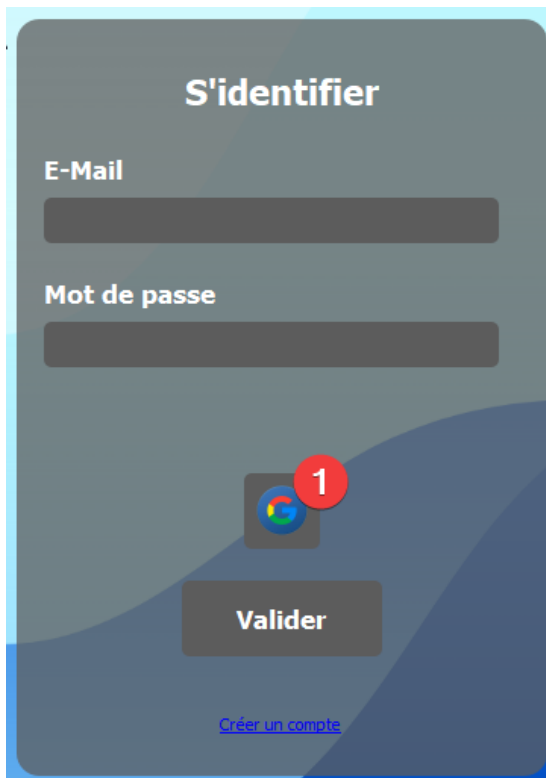 S'identifier
E-Mail
Mot de passe
1
Valider
Créer un compte